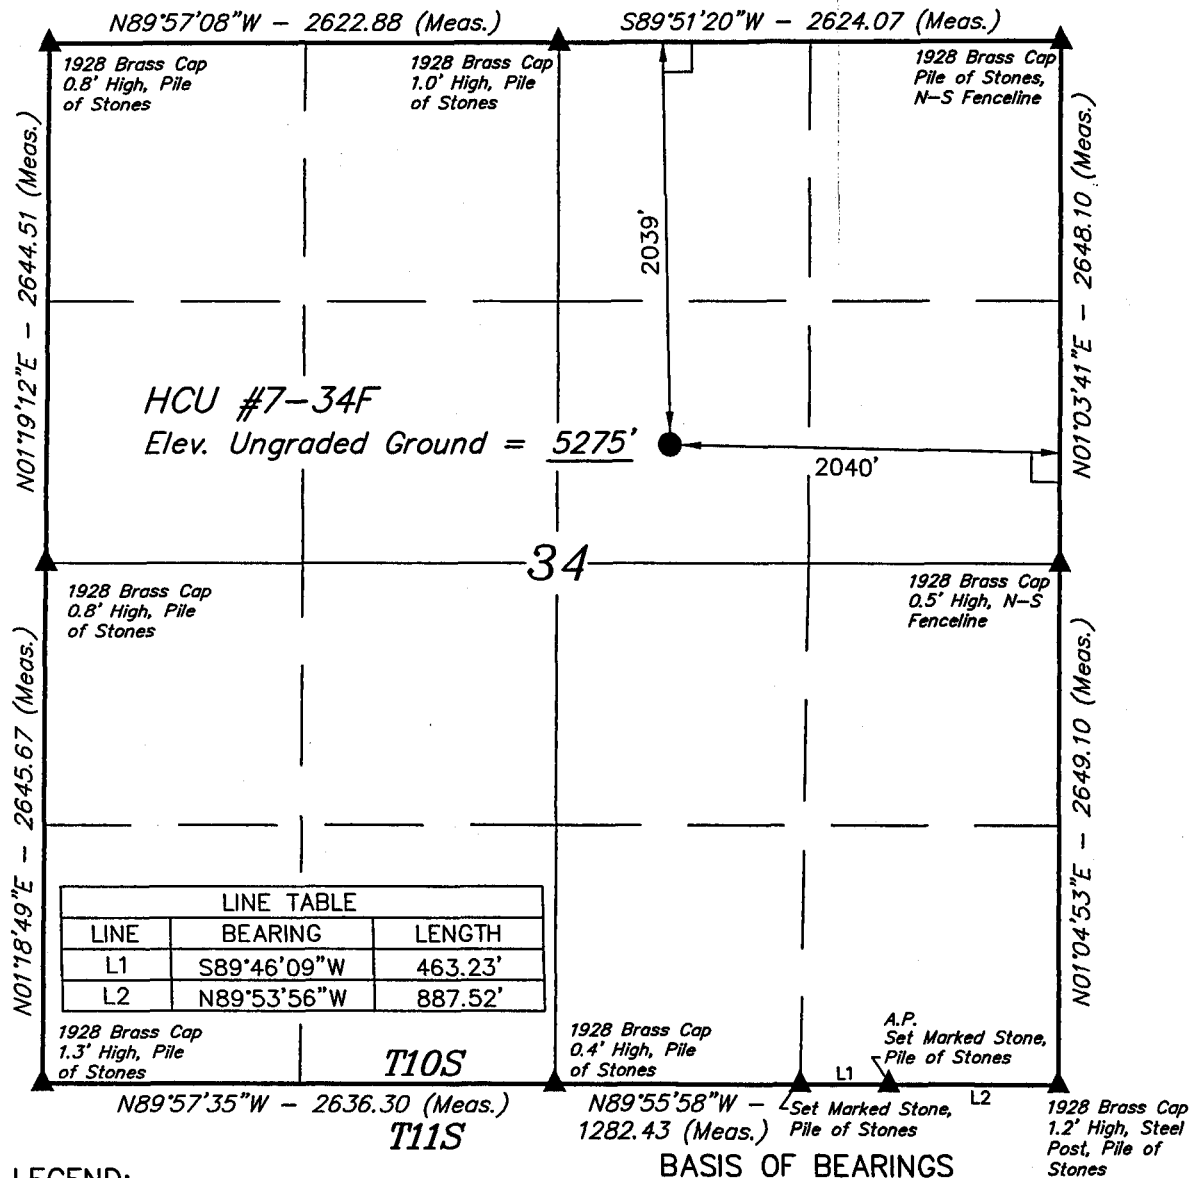 N89°57'08"W - 2622.88 (Meas.)
S89°51'20"W - 2624.07 (Meas.)
1928 Brass Cap
0.8' High, Pile
of Stones
1928 Brass Cap
1.0' High, Pile
of Stones
1928 Brass Cap
Pile of Stones,
N-S Fenceline
N01°19'12"E - 2644.51 (Meas.)
2039'
N01°03'41"E - 2648.10 (Meas.)
HCU #7-34F
Elev. Ungraded Ground = 5275'
2040'
34
1928 Brass Cap
0.8' High, Pile
of Stones
1928 Brass Cap
0.5' High, N-S
Fenceline
N01°18'49"E - 2645.67 (Meas.)
N01°04'53"E - 2649.10 (Meas.)
LINE TABLE
LINE BEARING LENGTH
L1 S89°46'09"W 463.23'
L2 N89°53'56"W 887.52'
1928 Brass Cap
1.3' High, Pile
of Stones
T10S
1928 Brass Cap
0.4' High, Pile
of Stones
A.P.
Set Marked Stone,
Pile of Stones
L1
L2
N89°57'35"W - 2636.30 (Meas.)
T11S
N89°55'58"W -
1282.43 (Meas.)
Set Marked Stone,
Pile of Stones
1928 Brass Cap
1.2' High, Steel
Post, Pile of
Stones
BASIS OF BEARINGS
LEGEND: